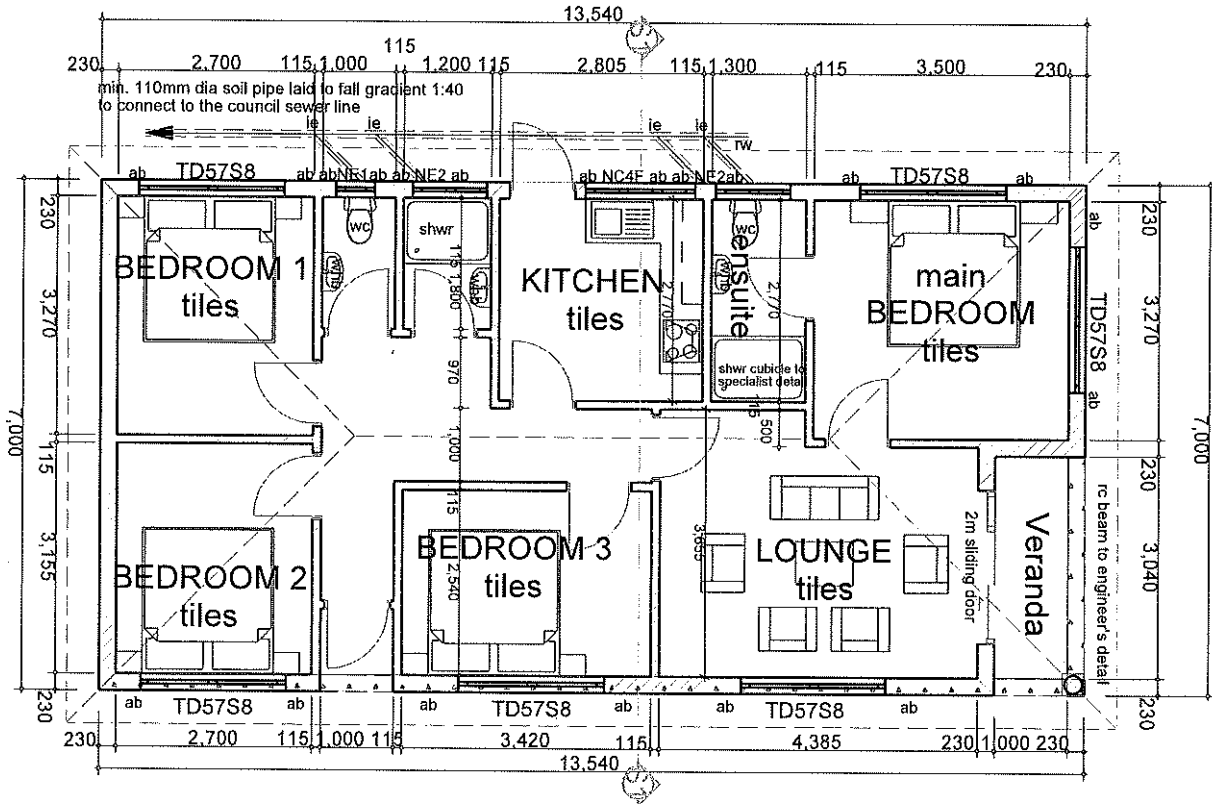 13,540
115
230 2,700 115 1,000 1,200 115 2,805 115 1,300 115 3,500 230
min. 110mm dia soil pipe laid to fall gradient 1:40
to connect to the council sewer line
ie ie ie ie
rw
TD57S8 ab ab NE1 ab ab NE2 ab ab NC4F ab ab NE2 ab ab TD57S8 ab
230
3,270
115
3,155
230
7,000
BEDROOM 1
tiles
wc
whb
shwr
whb
115
1,800
970
1,000
115
2,540
KITCHEN
tiles
2,770
wc
whb
ensuite
2,770
shwr cubicle to
specialist detail
115
500
main
BEDROOM
tiles
ab
TD57S8
ab
230
3,270
230
3,040
230
7,000
BEDROOM 2
tiles
BEDROOM 3
tiles
3,655
LOUNGE
tiles
2m sliding door
Veranda
rc beam to engineer's detail
ab TD57S8 ab ab TD57S8 ab ab TD57S8 ab
230 2,700 115 1,000 115 3,420 115 4,385 230 1,000 230
13,540